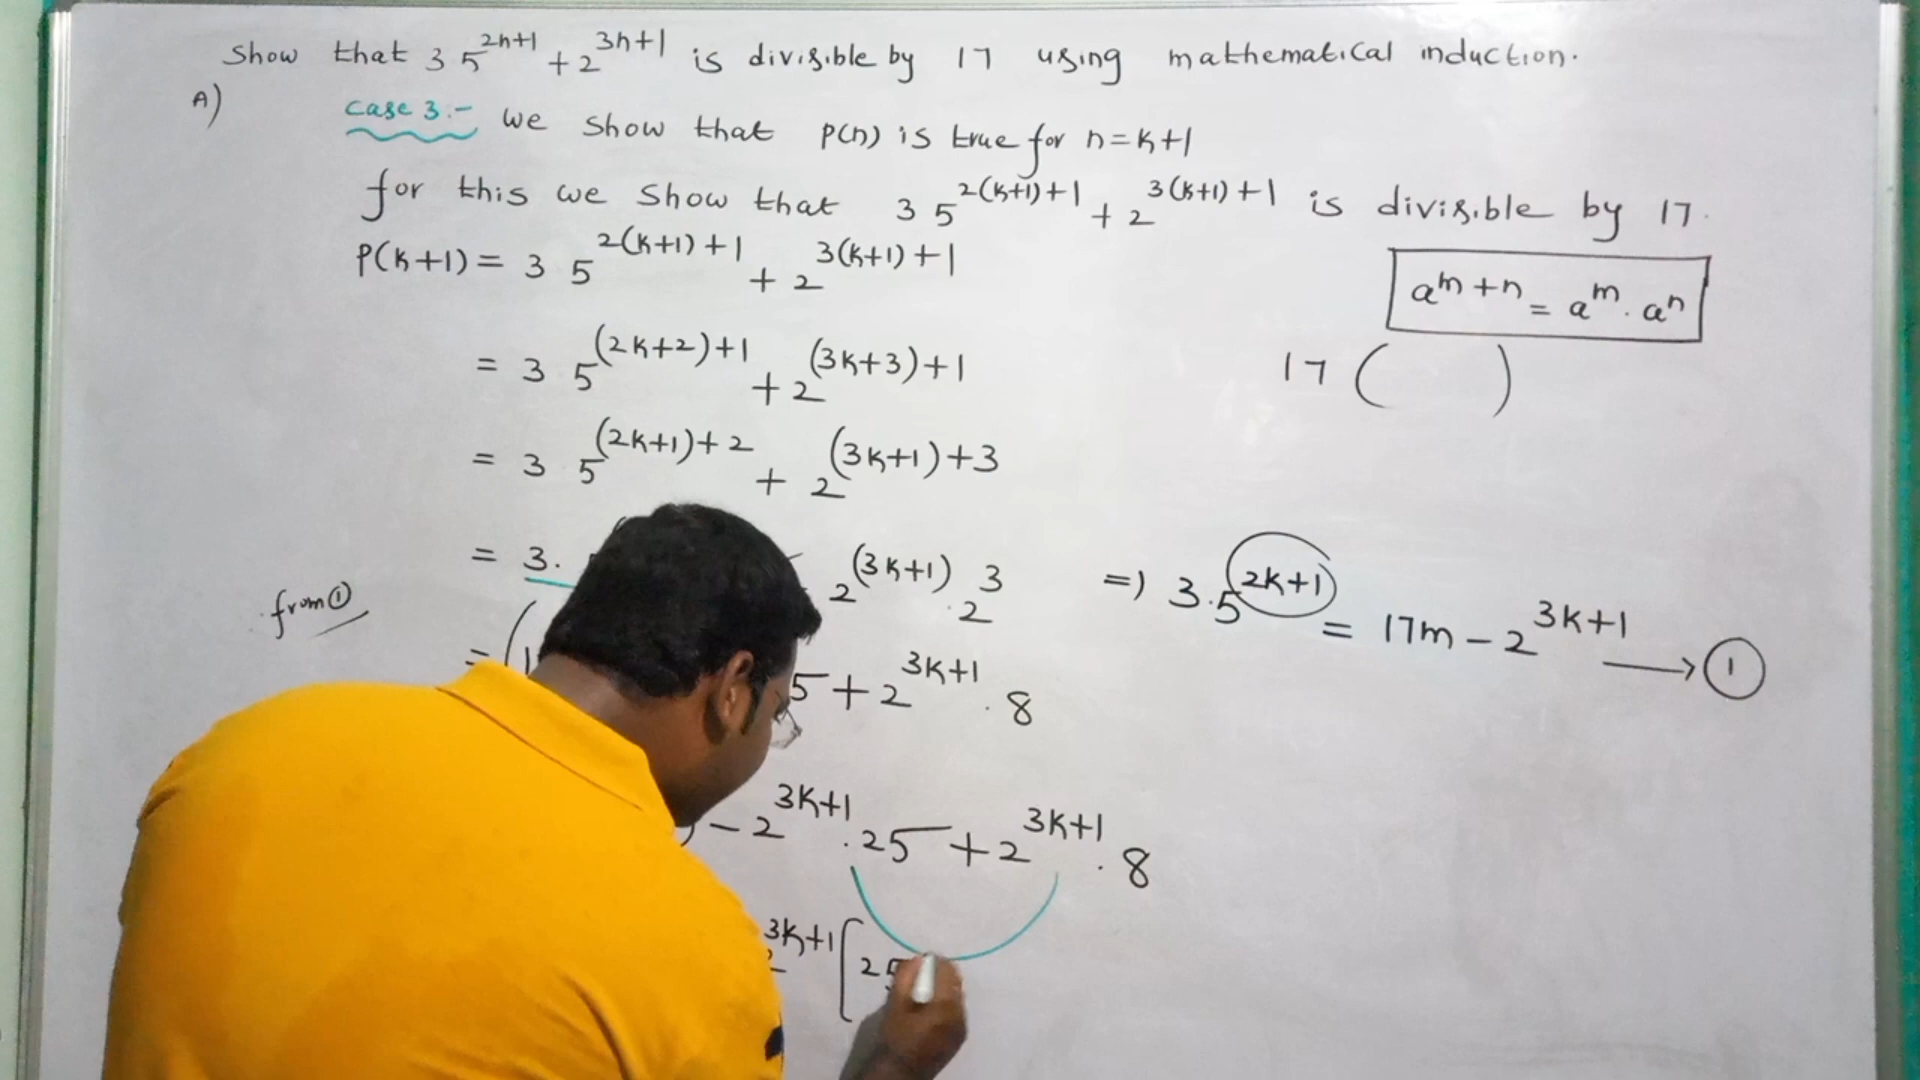 Show that 3 5^{2n+1} + 2^{3n+1} is divisible by 17 using mathematical induction.
A)
Case 3:- we show that p(n) is true for n=k+1
for this we show that 3 5^{2(k+1)+1} + 2^{3(k+1)+1} is divisible by 17.
P(k+1) = 3 5^{2(k+1)+1} + 2^{3(k+1)+1}
a^{m+n} = a^m . a^n
= 3 5^{(2k+2)+1} + 2^{(3k+3)+1}
17 ( )
= 3 5^{(2k+1)+2} + 2^{(3k+1)+3}
= 3. 2^{(3k+1)} . 2^3
=) 3.5^{2k+1} = 17m - 2^{3k+1} → ①
from ①
= ( 5 + 2^{3k+1} . 8
) - 2^{3k+1} . 25 + 2^{3k+1} . 8
3k+1 [ 25